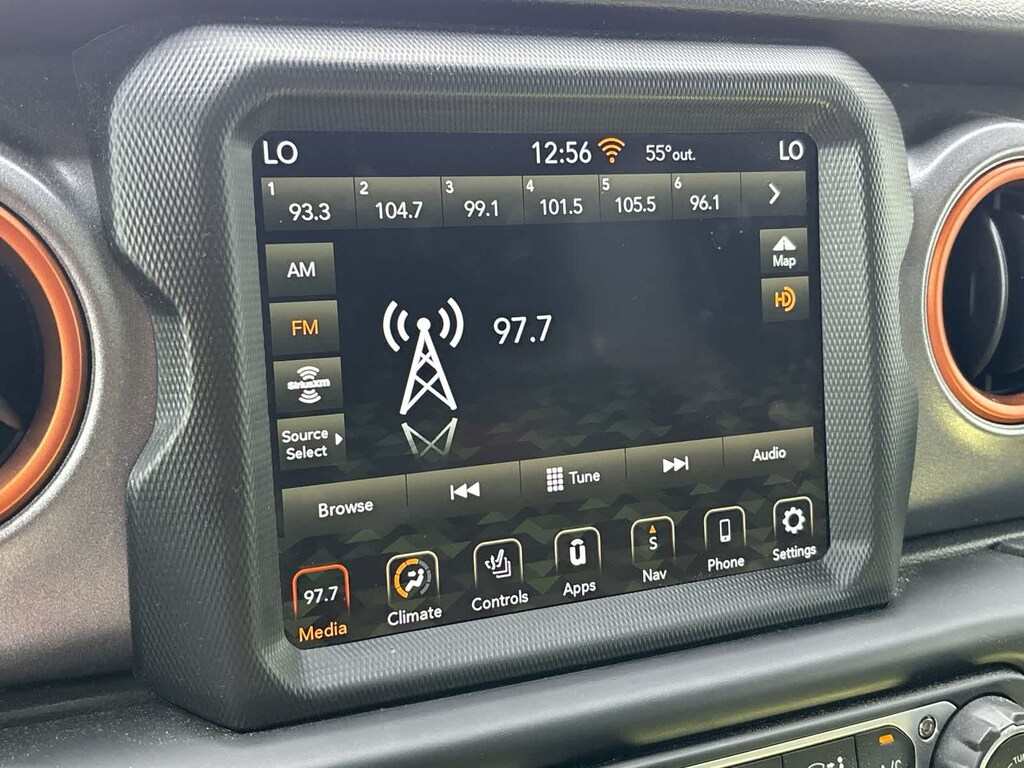 LO 12:56 55° out. LO
1 93.3 2 104.7 3 99.1 4 101.5 5 105.5 6 96.1
AM
Map
HD
FM
97.7
SiriusXM
Source
Select
Browse Tune Audio
97.7 S
Media Climate Controls Apps Nav Phone Settings
A/C